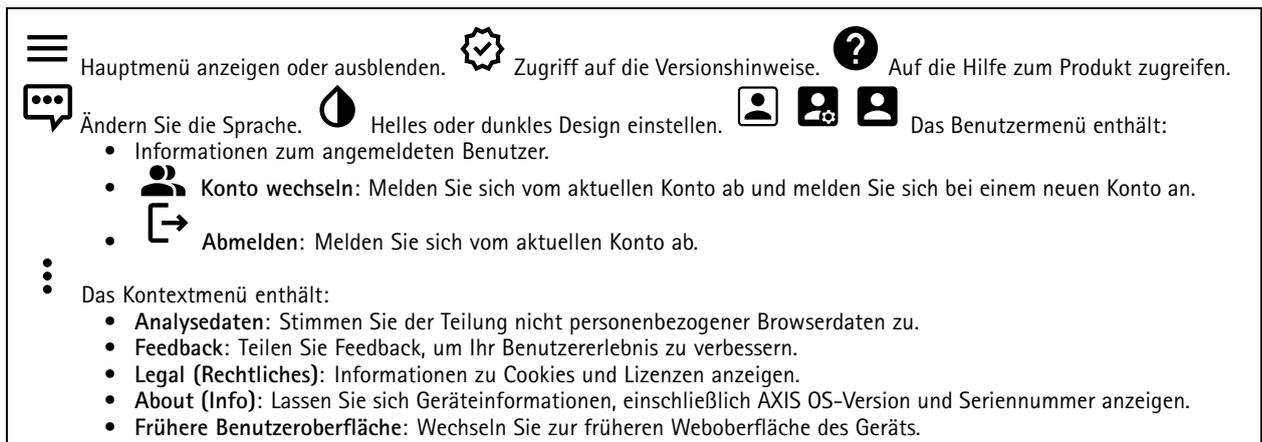 Hauptmenü anzeigen oder ausblenden. Zugriff auf die Versionshinweise. Auf die Hilfe zum Produkt zugreifen.
Ändern Sie die Sprache. Helles oder dunkles Design einstellen. Das Benutzermenü enthält:
• Informationen zum angemeldeten Benutzer.
• Konto wechseln: Melden Sie sich vom aktuellen Konto ab und melden Sie sich bei einem neuen Konto an.
• Abmelden: Melden Sie sich vom aktuellen Konto ab.
Das Kontextmenü enthält:
• Analysedaten: Stimmen Sie der Teilung nicht personenbezogener Browserdaten zu.
• Feedback: Teilen Sie Feedback, um Ihr Benutzererlebnis zu verbessern.
• Legal (Rechtliches): Informationen zu Cookies und Lizenzen anzeigen.
• About (Info): Lassen Sie sich Geräteinformationen, einschließlich AXIS OS-Version und Seriennummer anzeigen.
• Frühere Benutzeroberfläche: Wechseln Sie zur früheren Weboberfläche des Geräts.